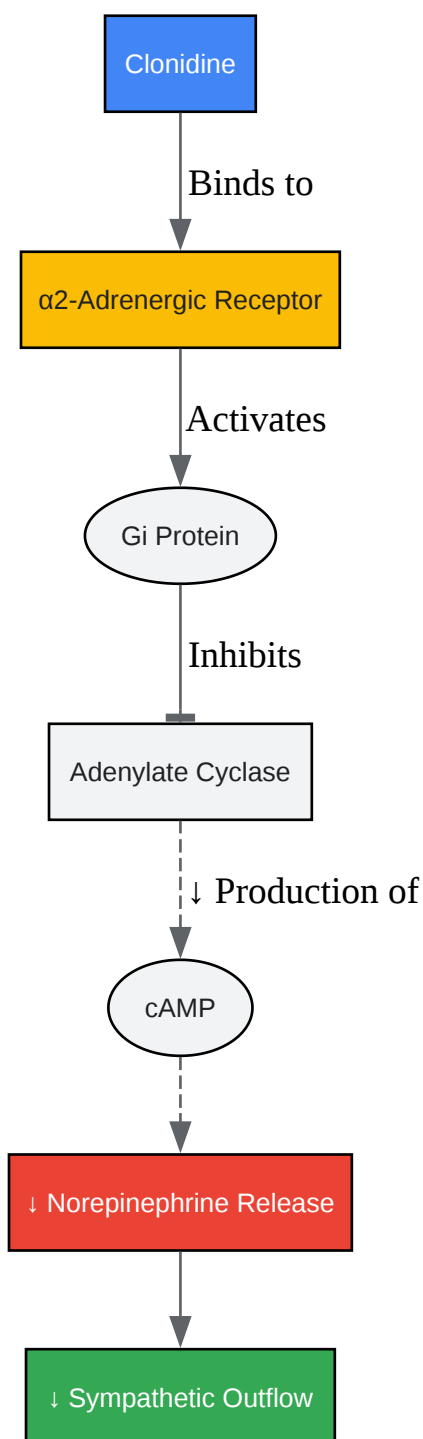 Clonidine
Binds to
α2-Adrenergic Receptor
Activates
Gi Protein
Inhibits
Adenylate Cyclase
↓ Production of
cAMP
↓ Norepinephrine Release
↓ Sympathetic Outflow